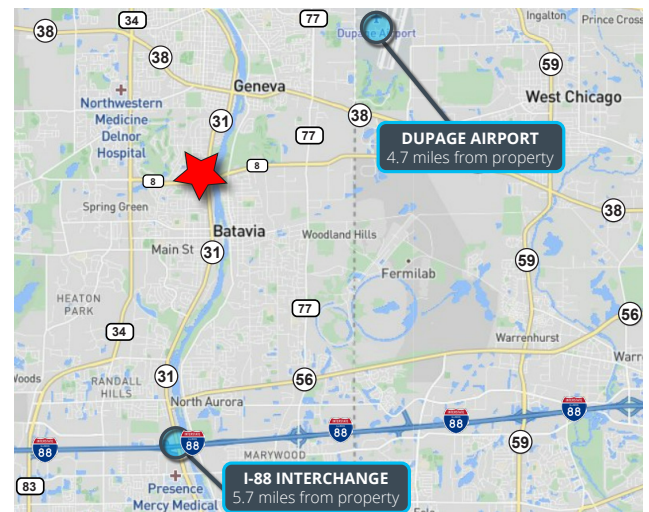 77
34
38
Ingalton
Prince Cross
Dupage Airport
38
59
Geneva
West Chicago
Northwestern
Medicine
Delnor
Hospital
31
38
77
DUPAGE AIRPORT
4.7 miles from property
8
8
Spring Green
38
Batavia
Woodland Hills
Main St
31
59
Fermilab
HEATON
PARK
77
56
34
Warrenhurst
Warr
oods
RANDALL
HILLS
31
56
North Aurora
88
88
88
88
88
59
MARYWOOD
83
Presence
Mercy Medical
I-88 INTERCHANGE
5.7 miles from property